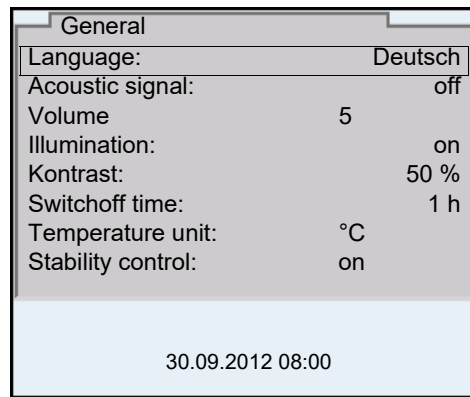 General
Language: Deutsch
Acoustic signal: off
Volume 5
Illumination: on
Kontrast: 50 %
Switchoff time: 1 h
Temperature unit: °C
Stability control: on
30.09.2012 08:00